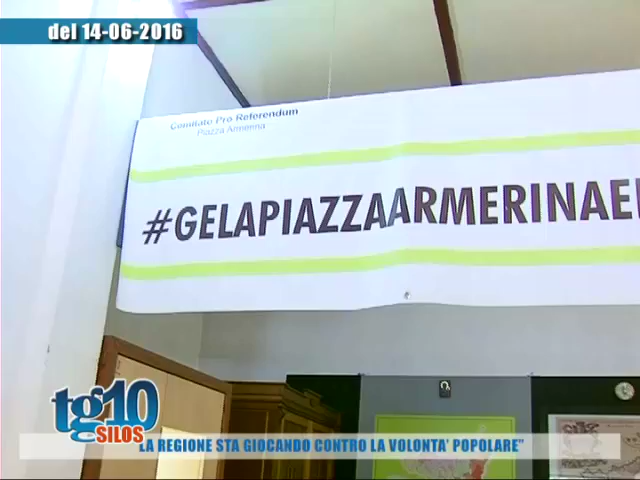 del 14-06-2016
Comitato Pro Referendum
Piazza Armerina
#GELAPIAZZAARMERINAE
tg10
SILOS
"LA REGIONE STA GIOCANDO CONTRO LA VOLONTA' POPOLARE"